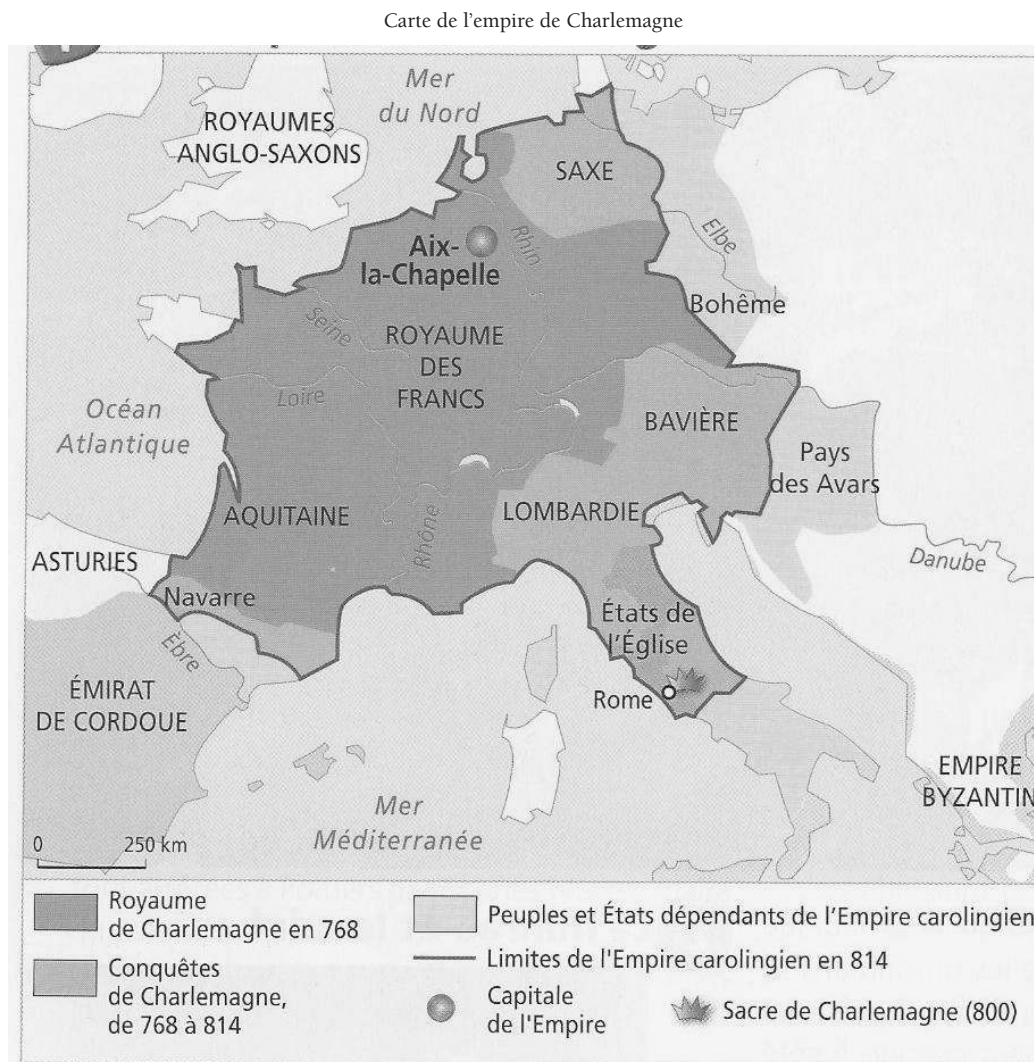 Carte de l’empire de Charlemagne
Mer
du Nord
ROYAUMES
ANGLO-SAXONS
SAXE
Elbe
Rhin
Aix-
la-Chapelle
Bohême
Seine
ROYAUME
DES
FRANCS
Loire
Océan
Atlantique
BAVIÈRE
Pays
des Avars
LOMBARDIE
AQUITAINE
Rhône
ASTURIES
Danube
Navarre
États de
l'Église
Èbre
Rome
ÉMIRAT
DE CORDOUE
EMPIRE
BYZANTIN
Mer
Méditerranée
0 250 km
Royaume
de Charlemagne en 768
Conquêtes
de Charlemagne,
de 768 à 814
Peuples et États dépendants de l'Empire carolingien
Limites de l'Empire carolingien en 814
Capitale
de l'Empire
Sacre de Charlemagne (800)